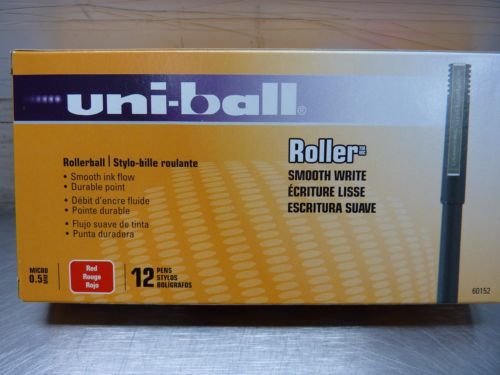 uni-ball®
Roller™
SMOOTH WRITE
ÉCRITURE LISSE
ESCRITURA SUAVE
Rollerball | Stylo-bille roulante
• Smooth ink flow
• Durable point
• Débit d'encre fluide
• Pointe durable
• Flujo suave de tinta
• Punta duradera
MICRO
0.5 mm
Red
Rouge
Rojo
12 PENS
STYLOS
BOLÍGRAFOS
60152